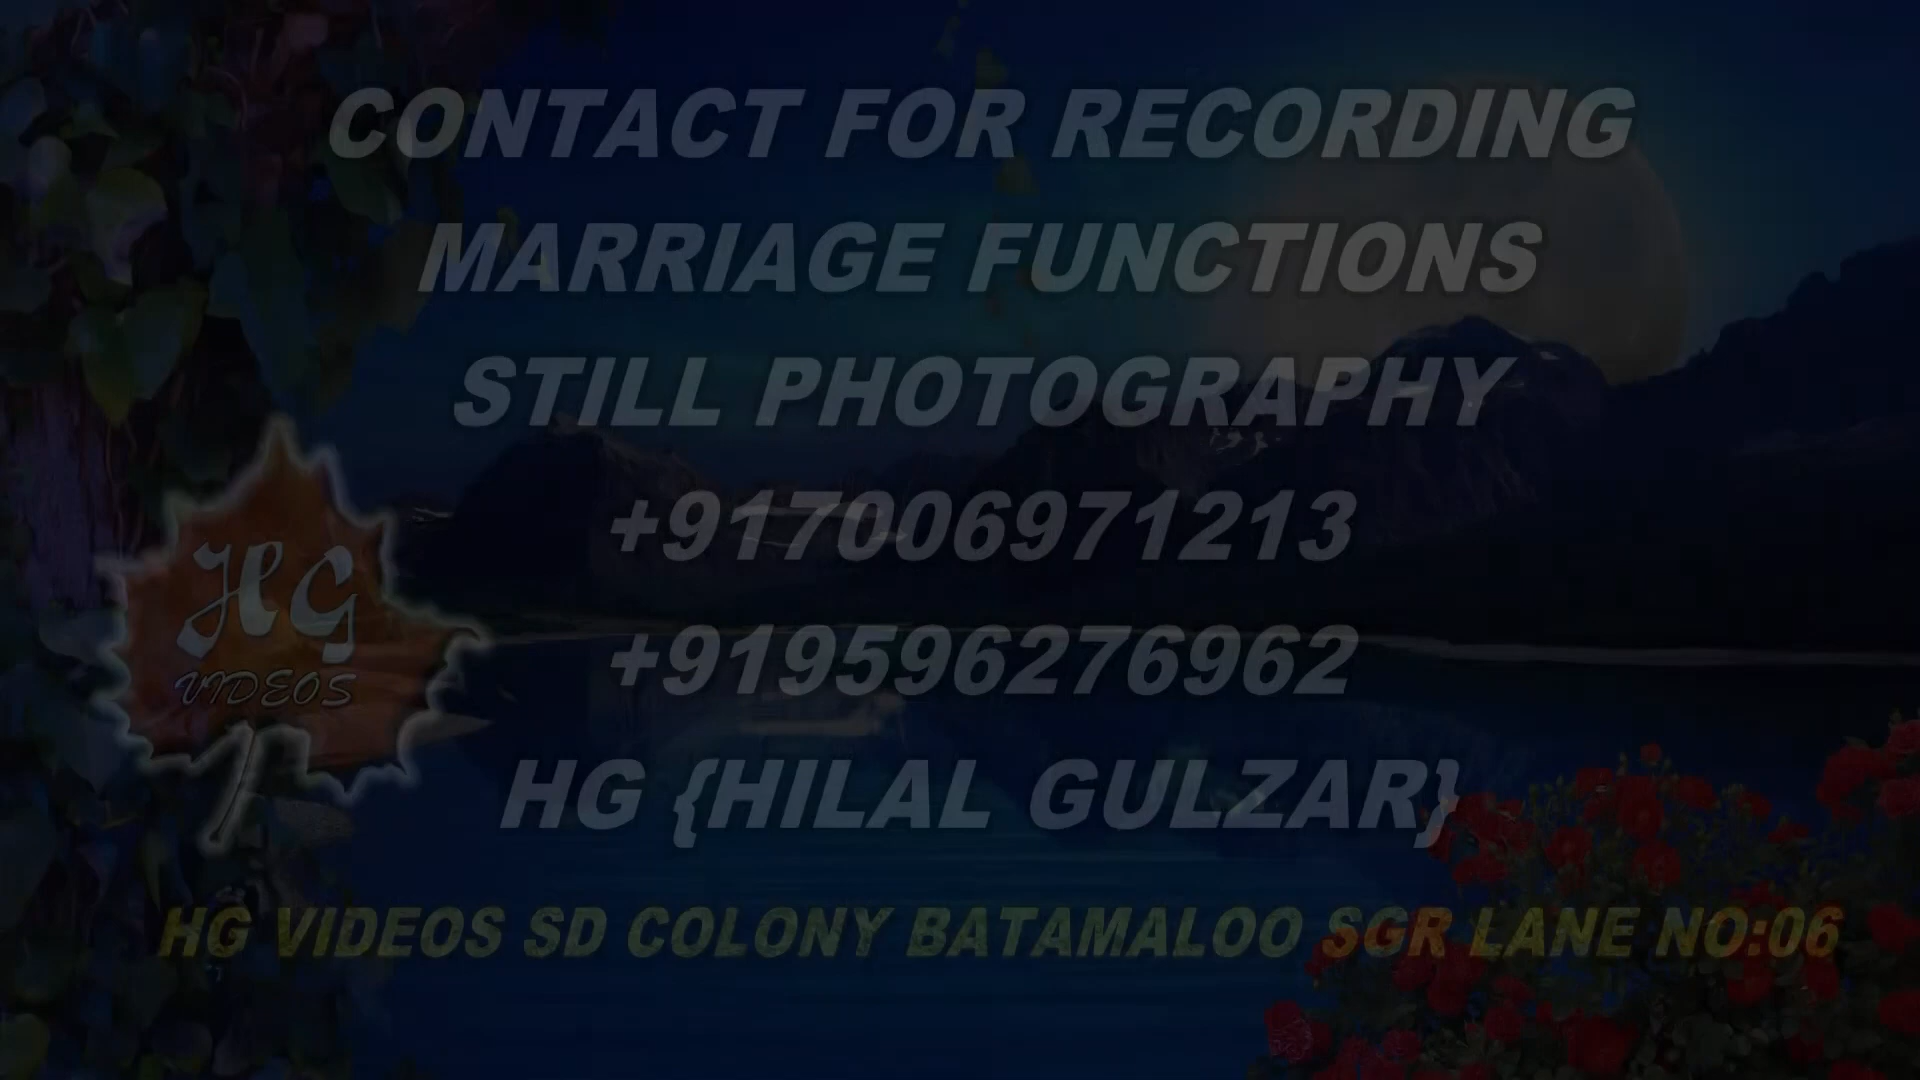 CONTACT FOR RECORDING
MARRIAGE FUNCTIONS
STILL PHOTOGRAPHY
+917006971213
+919596276962
HG {HILAL GULZAR}
HG
VIDEOS
HG VIDEOS SD COLONY BATAMALOO SGR LANE NO:06